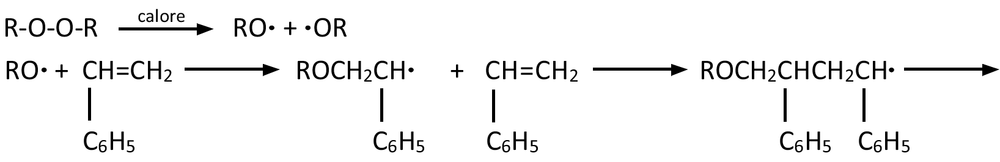 R-O-O-R calore RO• + •OR
RO• + CH=CH₂ ROCH₂CH• + CH=CH₂ ROCH₂CHCH₂CH•
C₆H₅ C₆H₅ C₆H₅ C₆H₅ C₆H₅